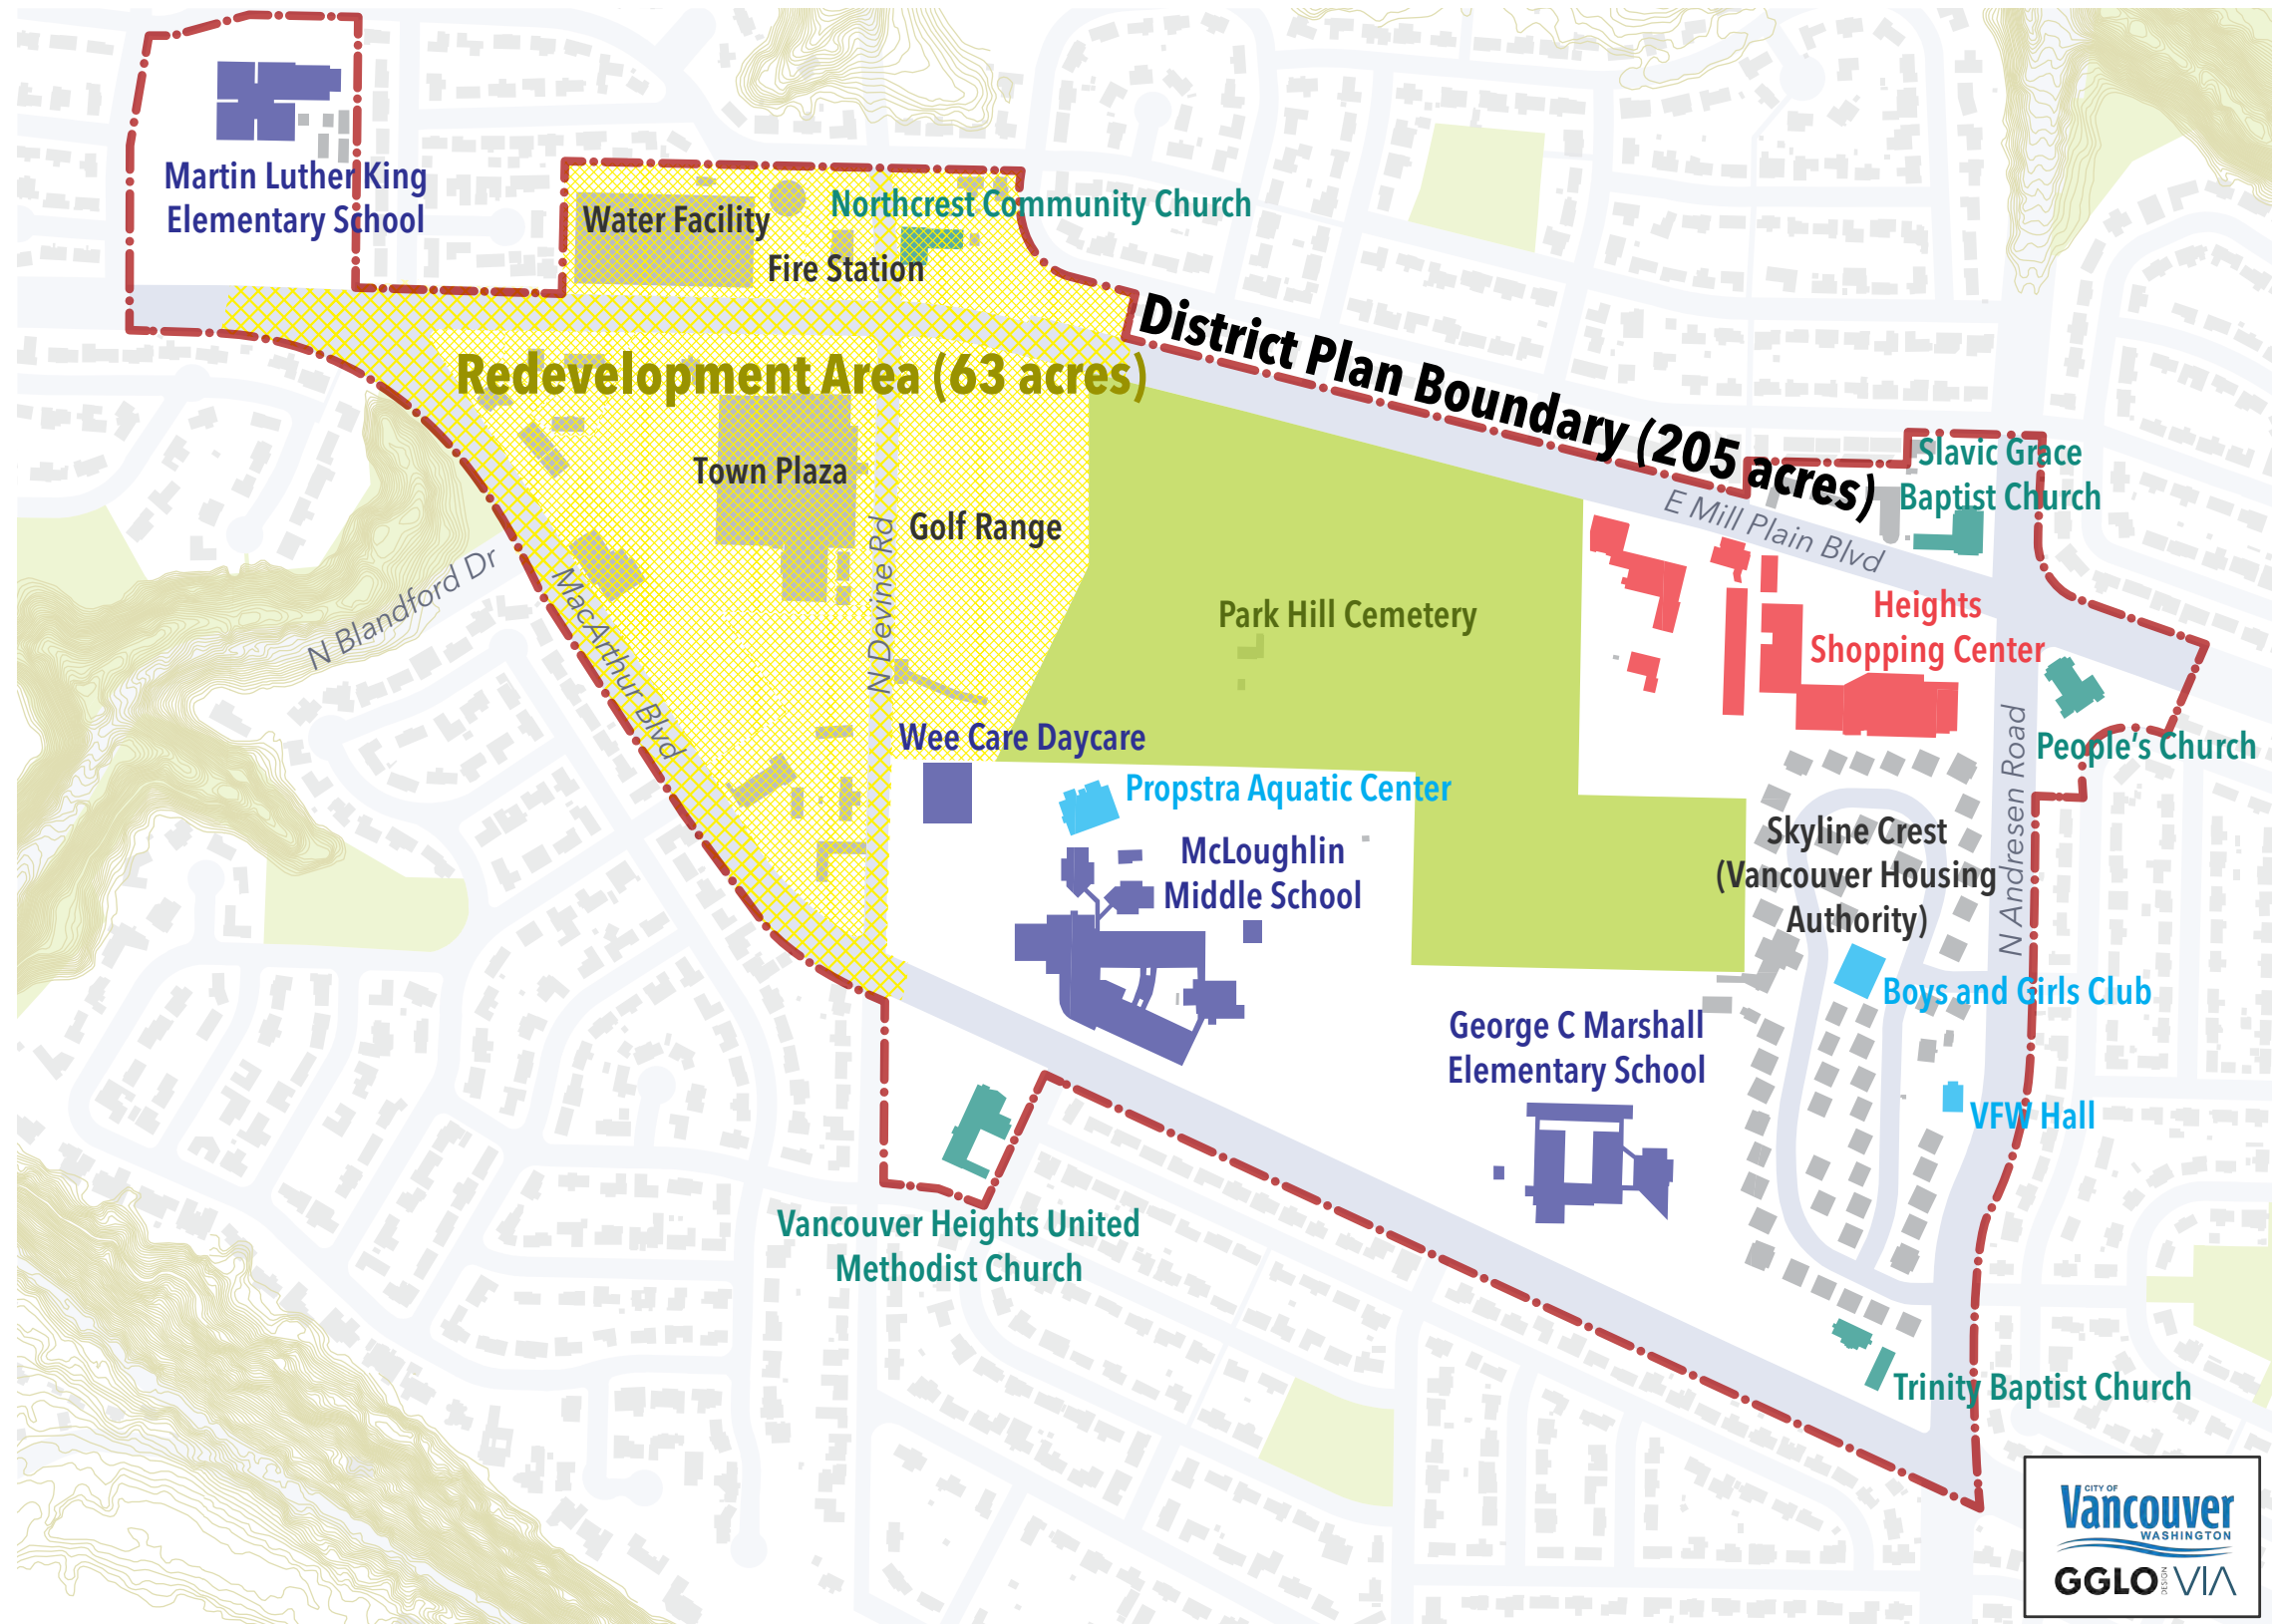 Martin Luther King
Elementary School
Water Facility
Northcrest Community Church
Fire Station
District Plan Boundary (205 acres)
Redevelopment Area (63 acres)
Town Plaza
Golf Range
N Devine Rd
N Blandford Dr
MacArthur Blvd
Park Hill Cemetery
E Mill Plain Blvd
Slavic Grace
Baptist Church
Heights
Shopping Center
People's Church
N Andresen Road
Wee Care Daycare
Propstra Aquatic Center
McLoughlin
Middle School
Skyline Crest
(Vancouver Housing
Authority)
Boys and Girls Club
George C Marshall
Elementary School
VFW Hall
Vancouver Heights United
Methodist Church
Trinity Baptist Church
CITY OF
Vancouver
WASHINGTON
GGLO DESIGN VIA